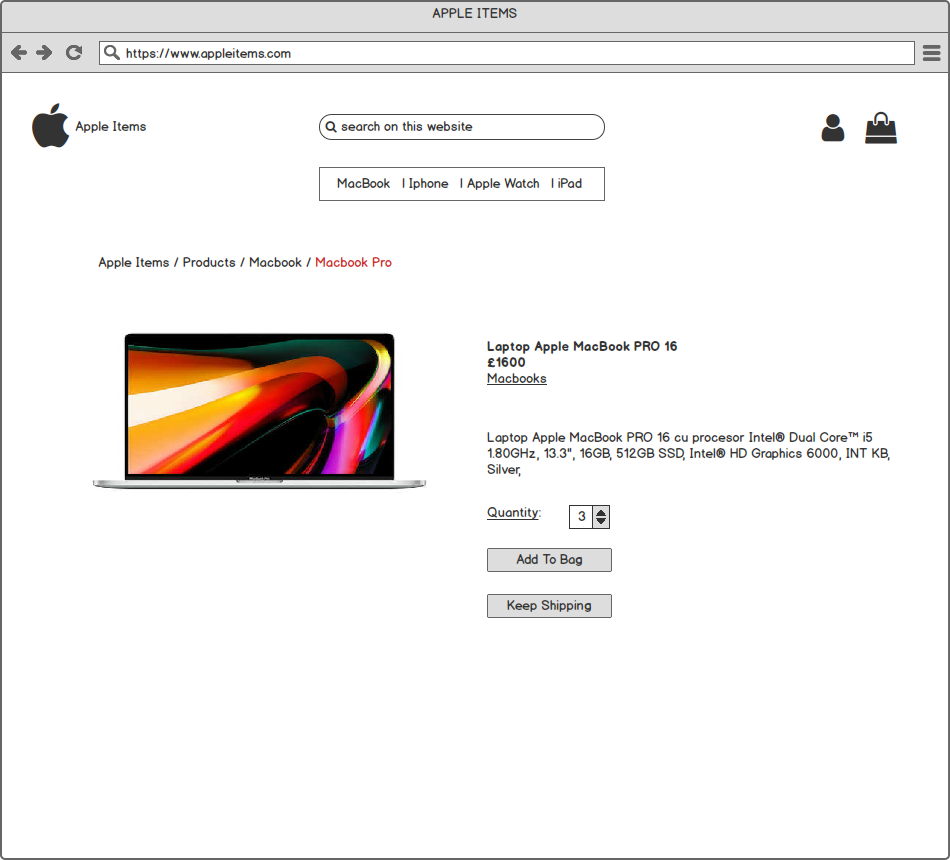 APPLE ITEMS
https://www.appleitems.com
Apple Items
search on this website
MacBook | Iphone | Apple Watch | iPad
Apple Items / Products / Macbook / Macbook Pro
Laptop Apple MacBook PRO 16
£1600
Macbooks
Laptop Apple MacBook PRO 16 cu procesor Intel® Dual Core™ i5
1.80GHz, 13.3", 16GB, 512GB SSD, Intel® HD Graphics 6000, INT KB,
Silver,
MacBook Pro
Quantity: 3
Add To Bag
Keep Shipping